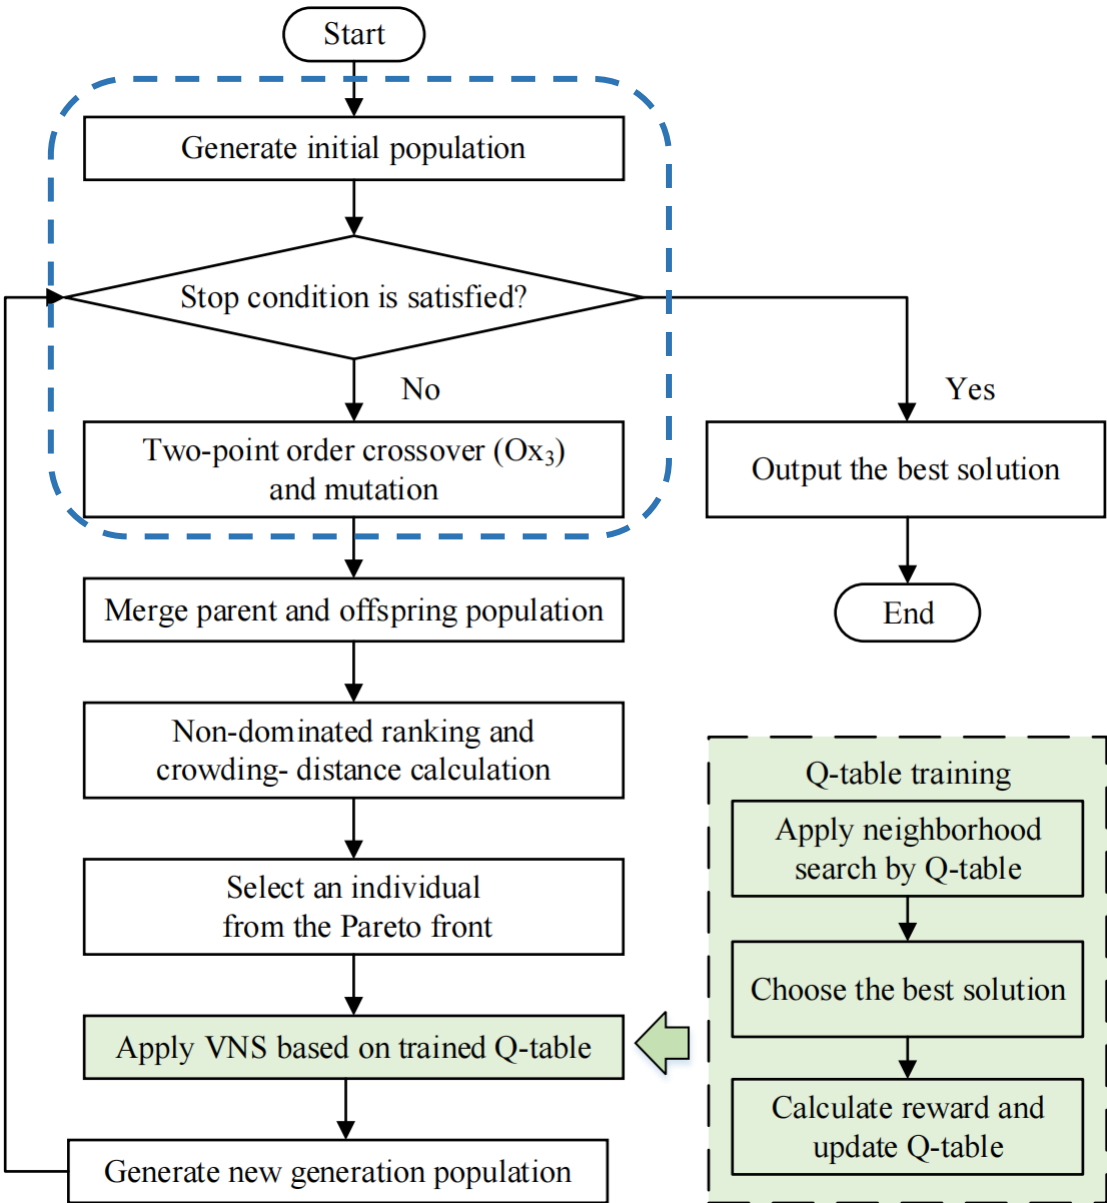 Start
Generate initial population
Stop condition is satisfied?
No
Yes
Two-point order crossover (Ox₃)
and mutation
Output the best solution
Merge parent and offspring population
End
Non-dominated ranking and
crowding- distance calculation
Select an individual
from the Pareto front
Apply VNS based on trained Q-table
Generate new generation population
Q-table training
Apply neighborhood
search by Q-table
Choose the best solution
Calculate reward and
update Q-table